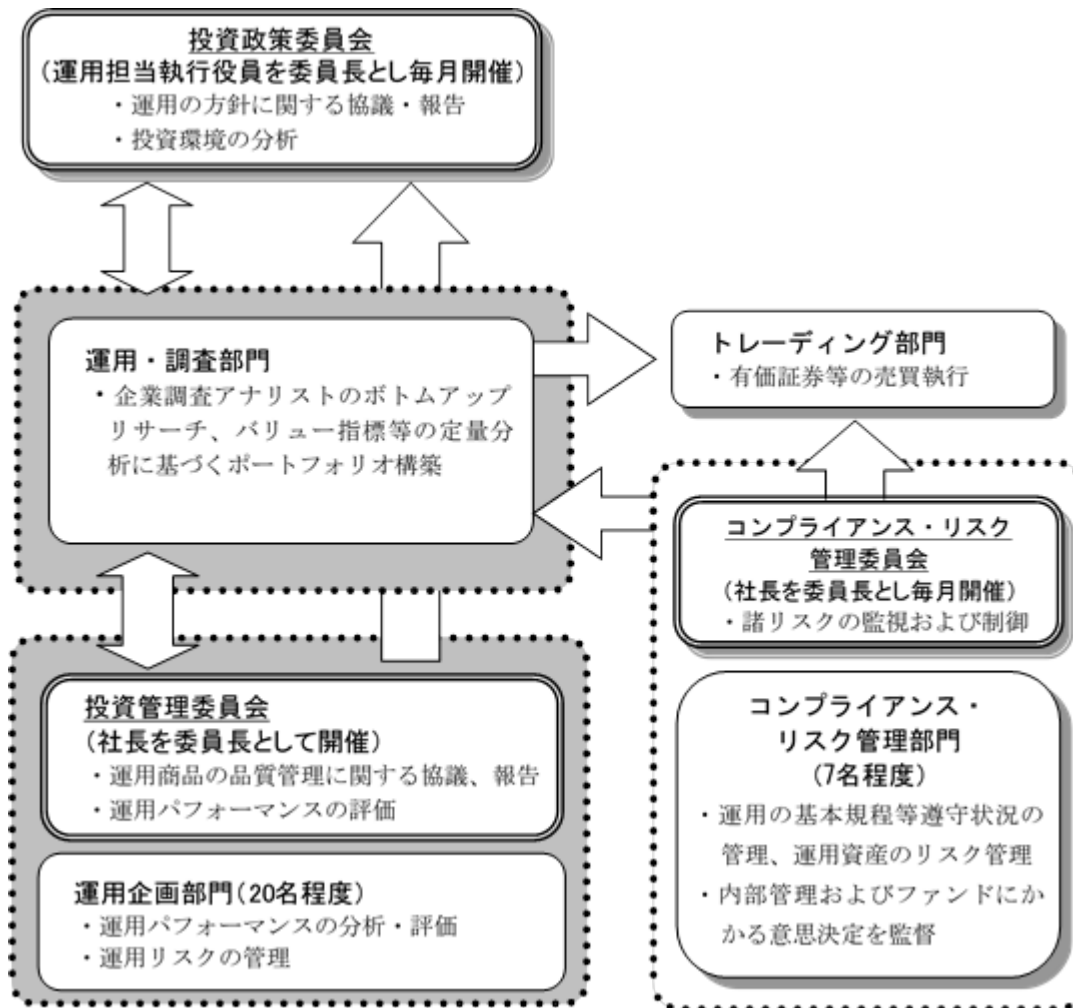 投資政策委員会
(運用担当執行役員を委員長とし毎月開催)
・運用の方針に関する協議・報告
・投資環境の分析
運用・調査部門
・企業調査アナリストのボトムアップ
リサーチ、バリュー指標等の定量分
析に基づくポートフォリオ構築
トレーディング部門
・有価証券等の売買執行
コンプライアンス・リスク
管理委員会
(社長を委員長とし毎月開催)
・諸リスクの監視および制御
投資管理委員会
(社長を委員長として開催)
・運用商品の品質管理に関する協議、報告
・運用パフォーマンスの評価
運用企画部門(20名程度)
・運用パフォーマンスの分析・評価
・運用リスクの管理
コンプライアンス・
リスク管理部門
(7名程度)
・運用の基本規程等遵守状況の
管理、運用資産のリスク管理
・内部管理およびファンドにか
かる意思決定を監督